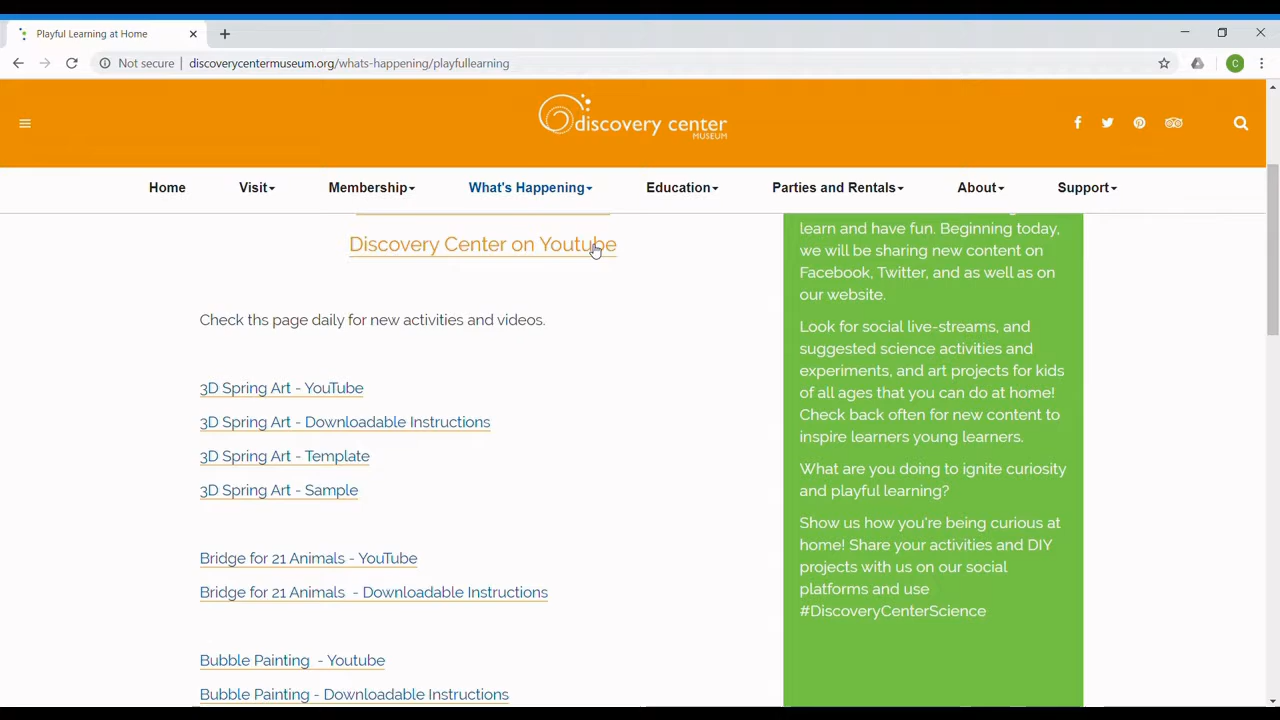 Playful Learning at Home
Not secure | discoverycentermuseum.org/whats-happening/playfullearning
C
discovery center
MUSEUM
Home Visit Membership What's Happening Education Parties and Rentals About Support
Discovery Center on Youtube
Check ths page daily for new activities and videos.
3D Spring Art - YouTube
3D Spring Art - Downloadable Instructions
3D Spring Art - Template
3D Spring Art - Sample
Bridge for 21 Animals - YouTube
Bridge for 21 Animals - Downloadable Instructions
Bubble Painting - Youtube
Bubble Painting - Downloadable Instructions
learn and have fun. Beginning today,
we will be sharing new content on
Facebook, Twitter, and as well as on
our website.
Look for social live-streams, and
suggested science activities and
experiments, and art projects for kids
of all ages that you can do at home!
Check back often for new content to
inspire learners young learners.
What are you doing to ignite curiosity
and playful learning?
Show us how you're being curious at
home! Share your activities and DIY
projects with us on our social
platforms and use
#DiscoveryCenterScience